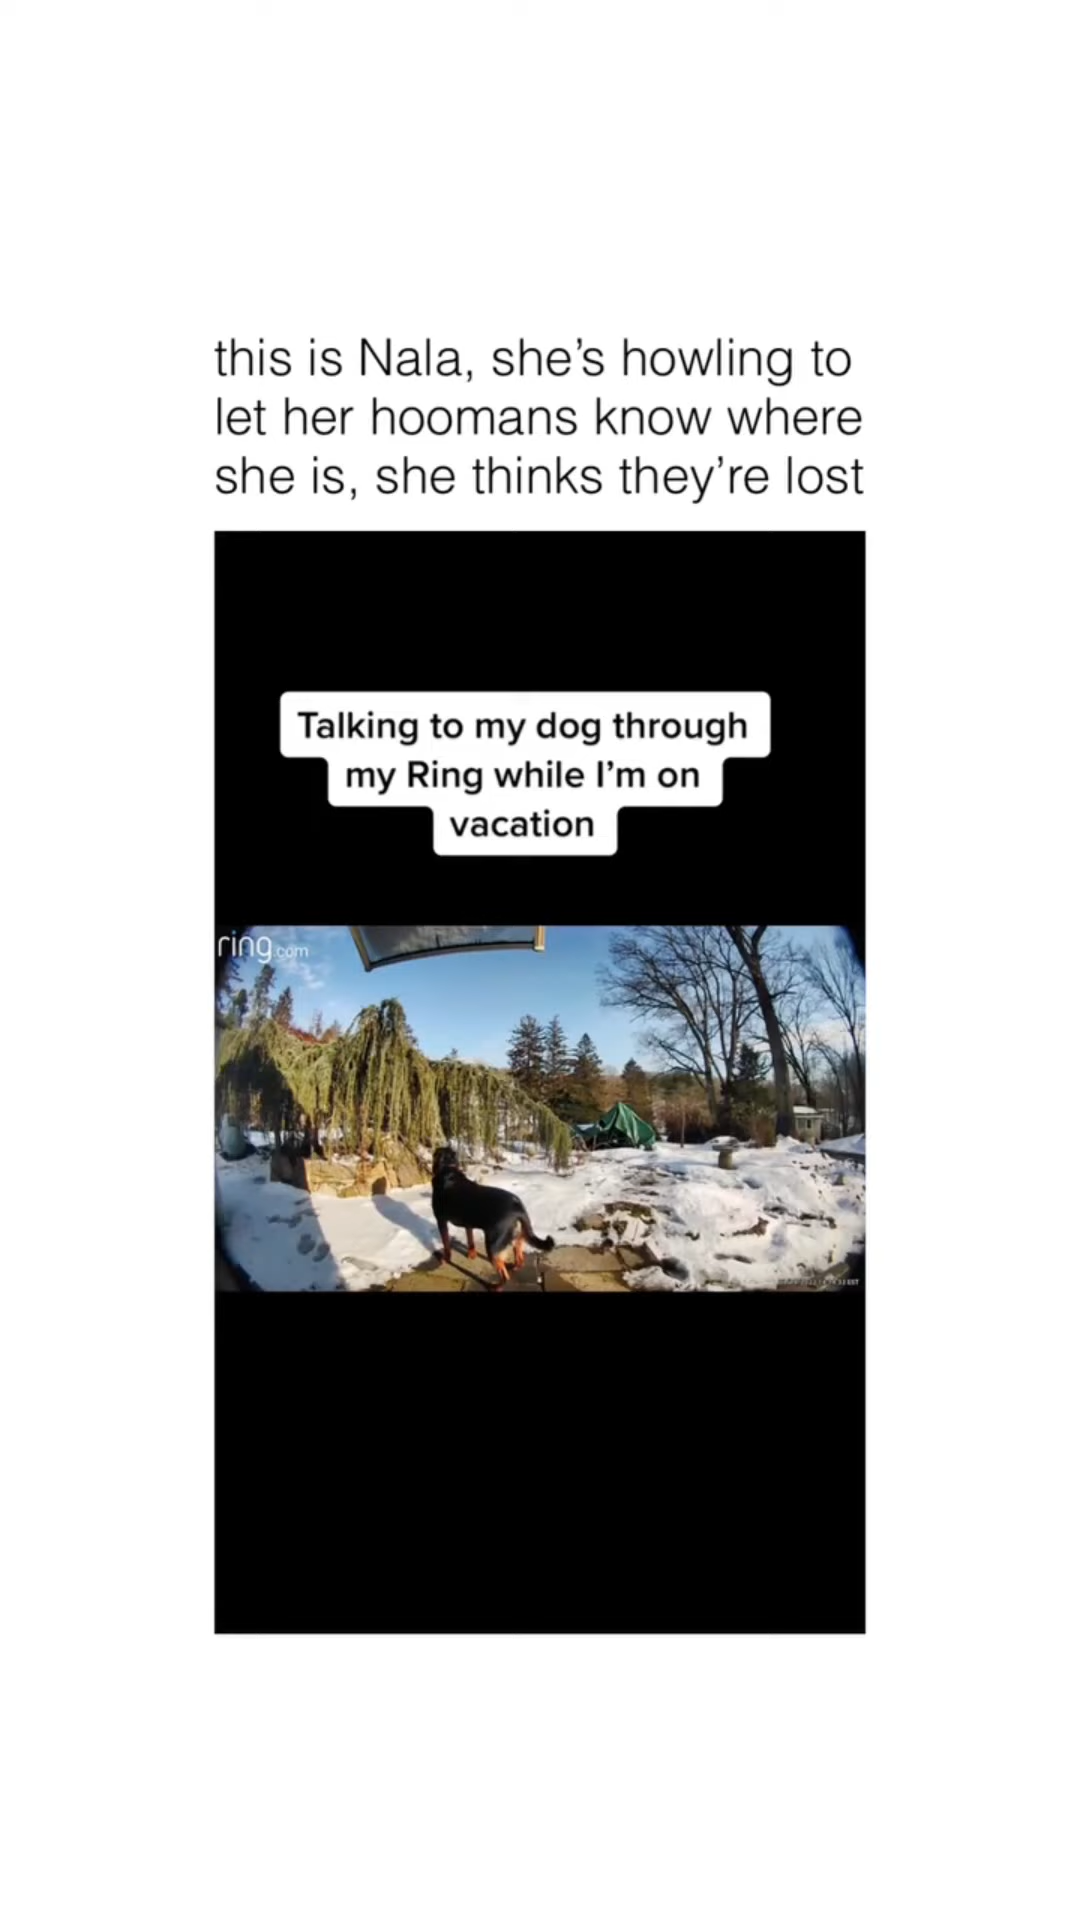 this is Nala, she’s howling to
let her hoomans know where
she is, she thinks they’re lost
Talking to my dog through
my Ring while I’m on
vacation
ring.com